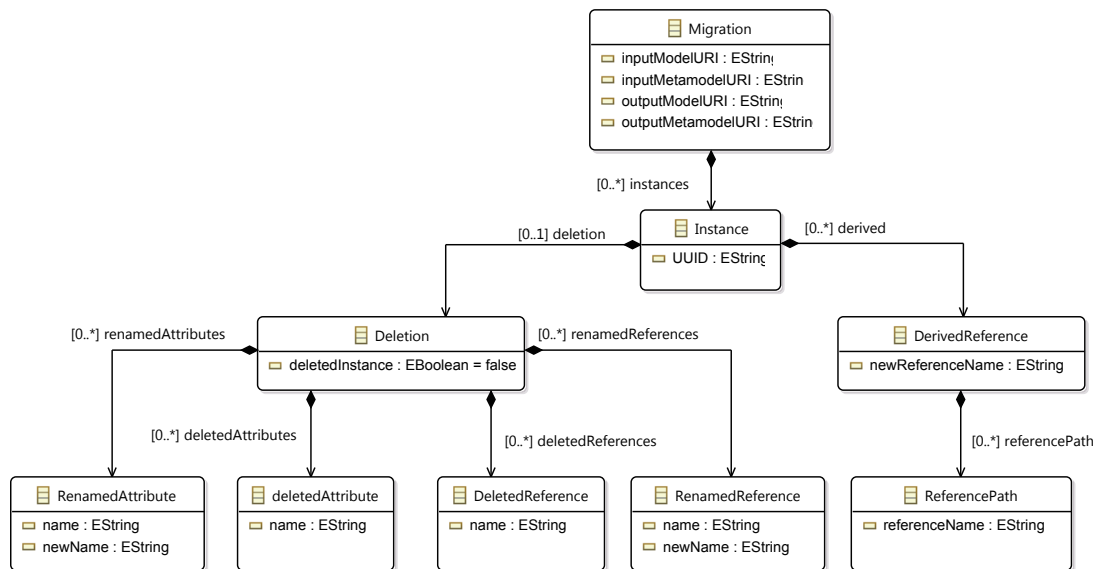 Migration
inputModelURI : EString
inputMetamodelURI : EStrin
outputModelURI : EString
outputMetamodelURI : EStrin
[0..*] instances
Instance
UUID : EString
[0..1] deletion
[0..*] derived
Deletion
deletedInstance : EBoolean = false
DerivedReference
newReferenceName : EString
[0..*] renamedAttributes
[0..*] renamedReferences
[0..*] deletedAttributes
[0..*] deletedReferences
[0..*] referencePath
RenamedAttribute
name : EString
newName : EString
deletedAttribute
name : EString
DeletedReference
name : EString
RenamedReference
name : EString
newName : EString
ReferencePath
referenceName : EString